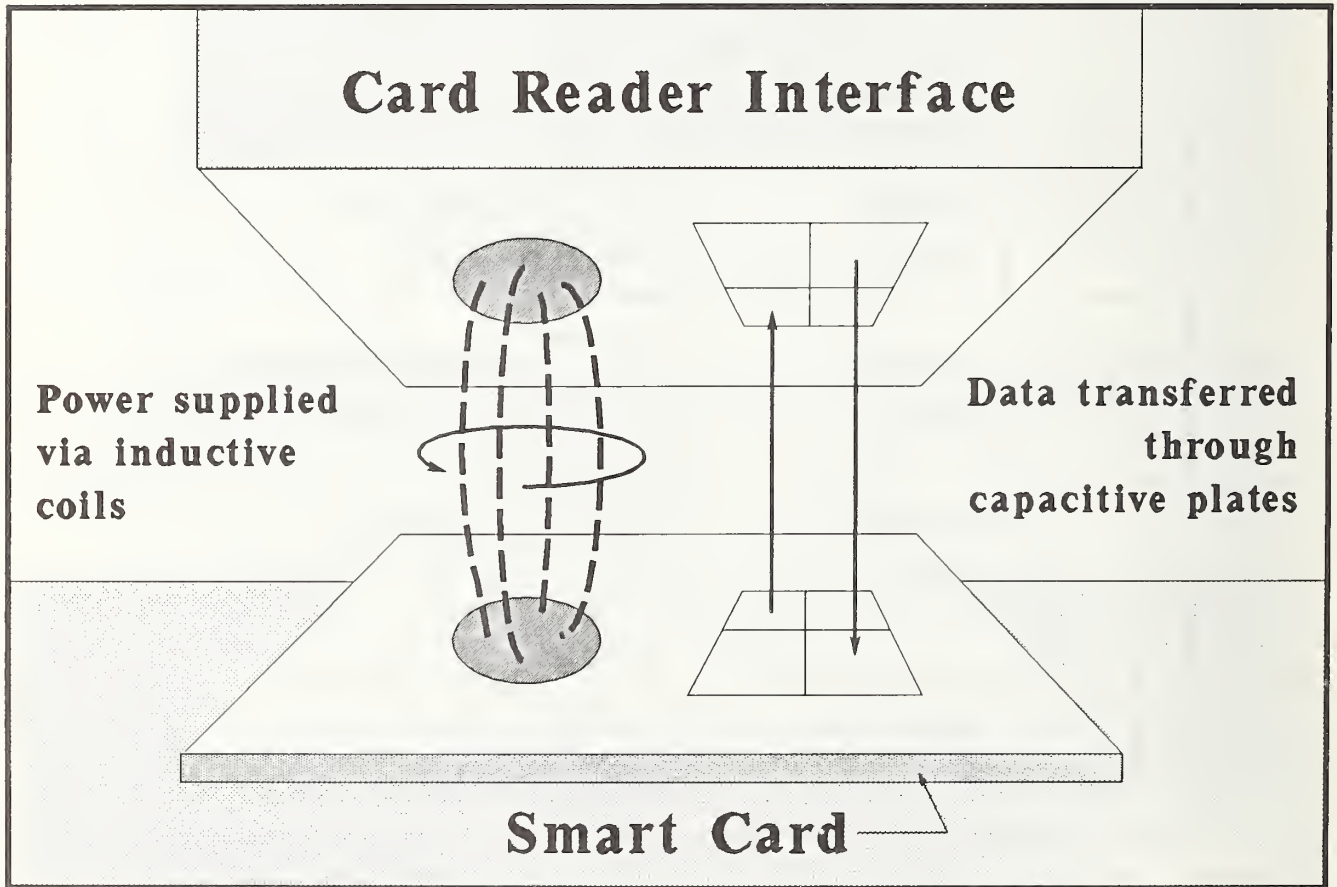 Card Reader Interface
Power supplied
via inductive
coils
Data transferred
through
capacitive plates
Smart Card